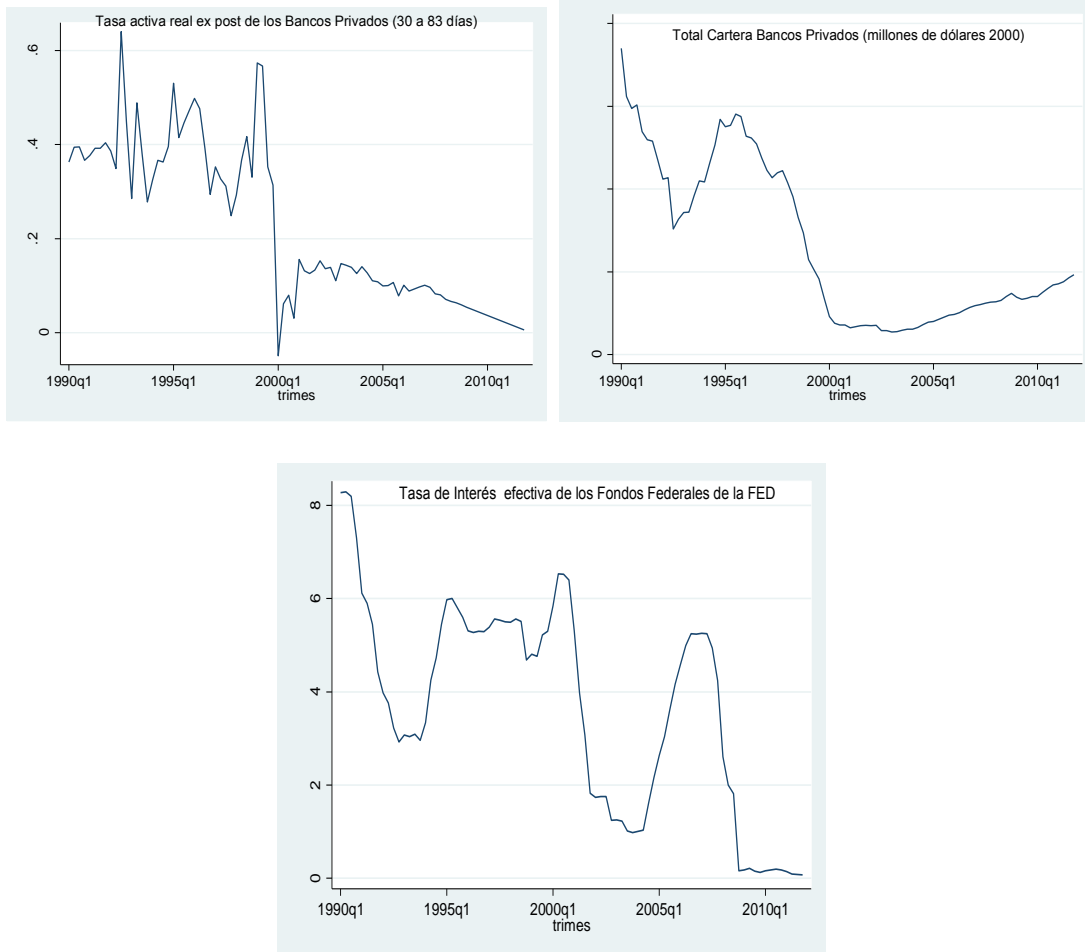 Tasa activa real ex post de los Bancos Privados (30 a 83 días)
.6
.4
.2
0
1990q1 1995q1 2000q1 2005q1 2010q1
trimes
Total Cartera Bancos Privados (millones de dólares 2000)
0
1990q1 1995q1 2000q1 2005q1 2010q1
trimes
Tasa de Interés efectiva de los Fondos Federales de la FED
8
6
4
2
0
1990q1 1995q1 2000q1 2005q1 2010q1
trimes